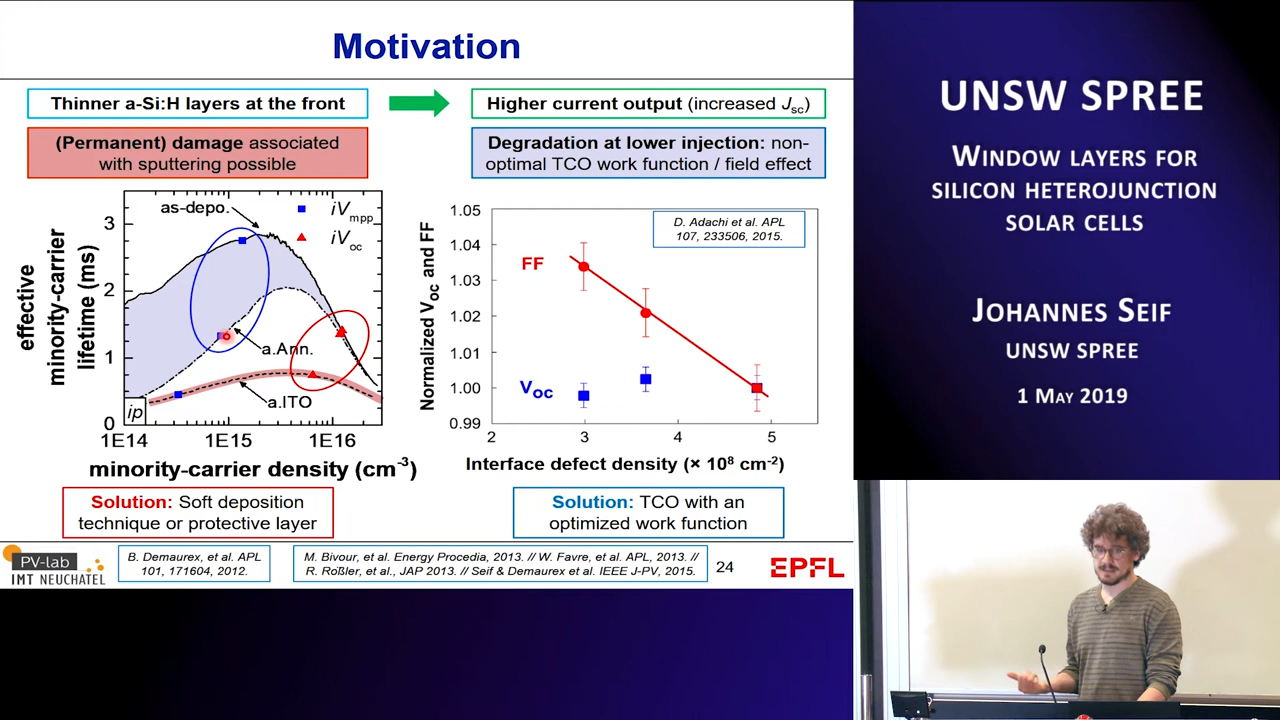 Motivation
Thinner a-Si:H layers at the front
Higher current output (increased Jsc)
(Permanent) damage associated
with sputtering possible
Degradation at lower injection: non-
optimal TCO work function / field effect
effective
minority-carrier
lifetime (ms)
3
2
1
0
as-depo.
iVmpp
iVoc
a.Ann.
a.ITO
ip
1E14
1E15
1E16
minority-carrier density (cm-3)
Normalized Voc and FF
1.05
1.04
1.03
1.02
1.01
1.00
0.99
D. Adachi et al. APL
107, 233506, 2015.
FF
Voc
2
3
4
5
Interface defect density (× 108 cm-2)
Solution: Soft deposition
technique or protective layer
Solution: TCO with an
optimized work function
PV-lab
IMT NEUCHATEL
B. Demaurex, et al. APL
101, 171604, 2012.
M. Bivour, et al. Energy Procedia, 2013. // W. Favre, et al. APL, 2013. //
R. Roßler, et al., JAP 2013. // Seif & Demaurex et al. IEEE J-PV, 2015.
24
EPFL
UNSW SPREE
WINDOW LAYERS FOR
SILICON HETEROJUNCTION
SOLAR CELLS
JOHANNES SEIF
UNSW SPREE
1 MAY 2019